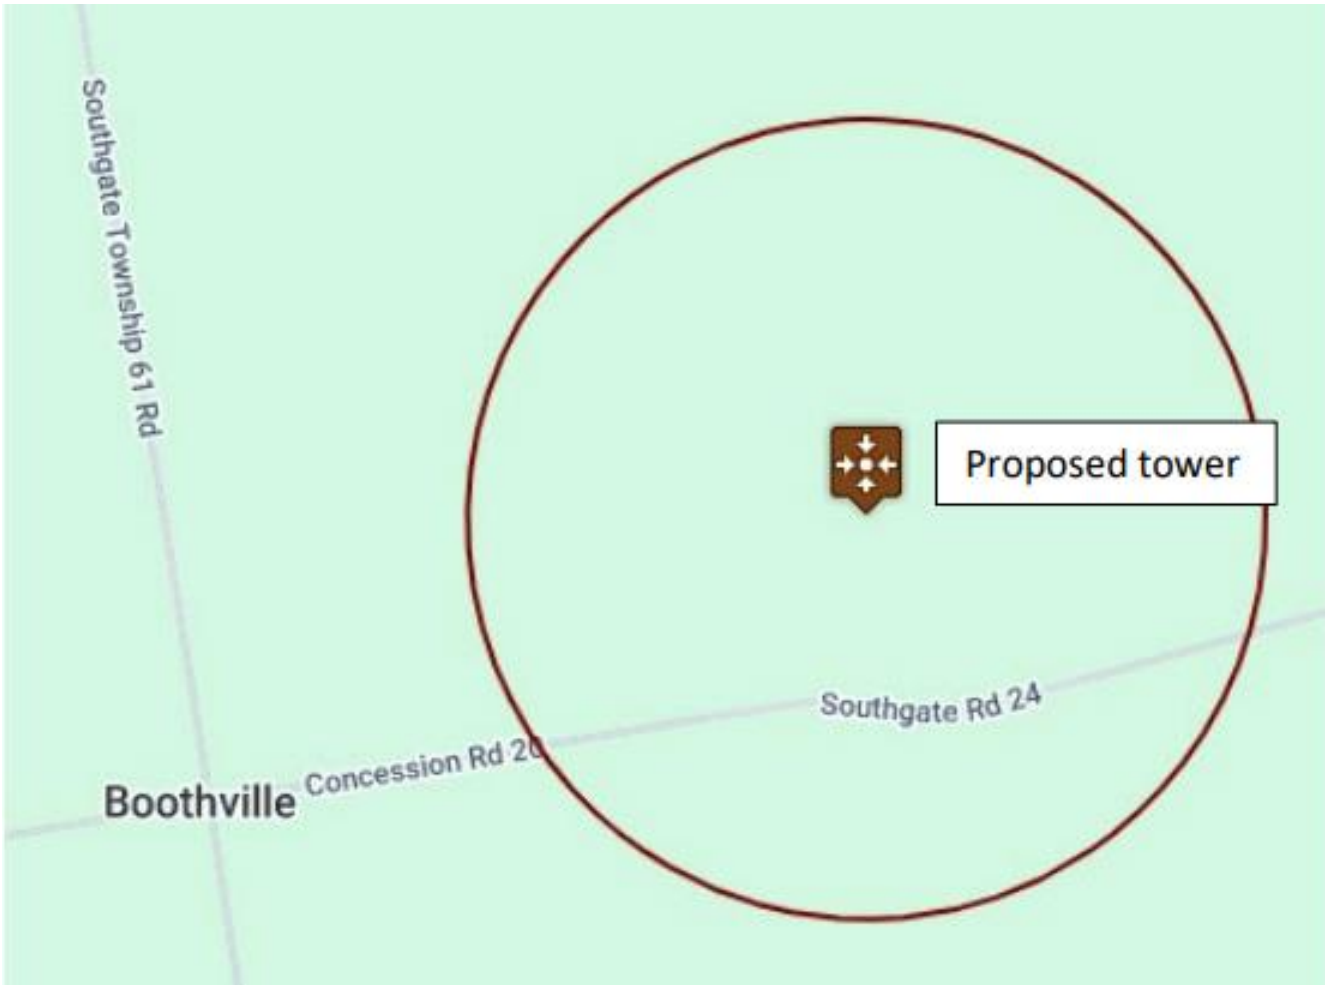 Southgate Township 61 Rd
Proposed tower
Southgate Rd 24
Concession Rd 20
Boothville